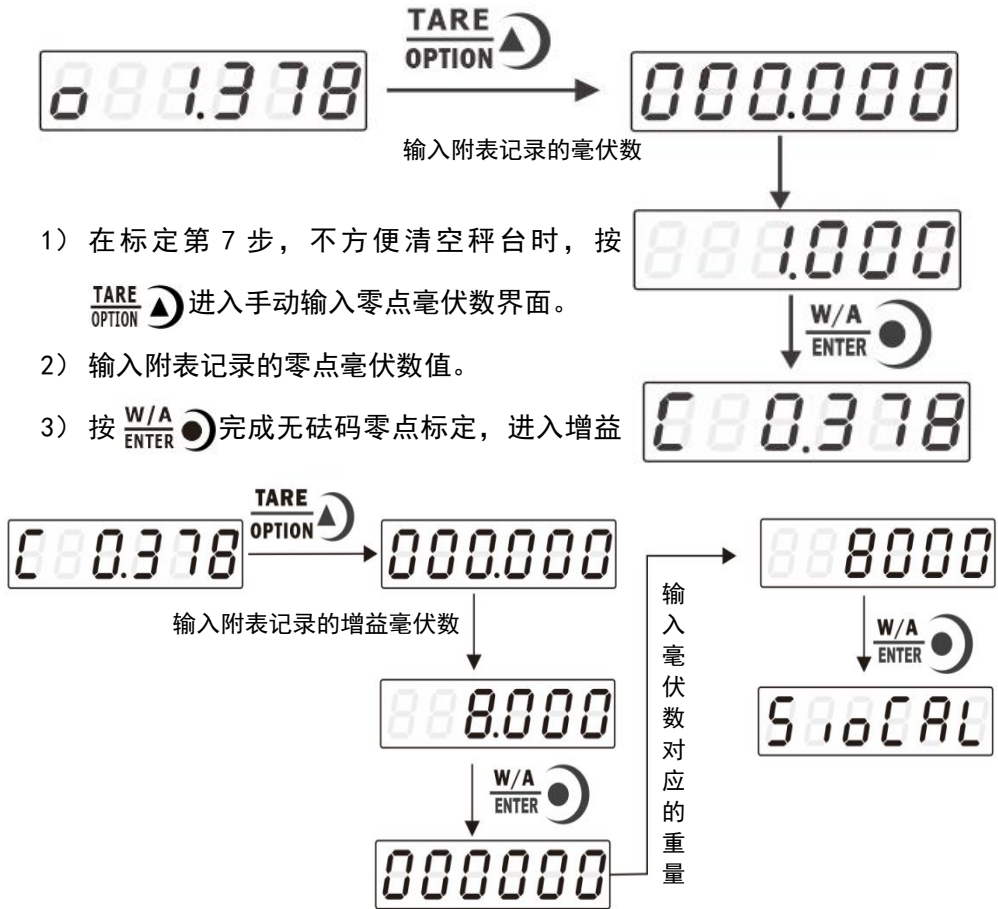 TARE
OPTION
o 1.378
000.000
输入附表记录的毫伏数
1） 在标定第 7 步，不方便清空秤台时，按
TARE
OPTION 进入手动输入零点毫伏数界面。
1.000
W/A
ENTER
2） 输入附表记录的零点毫伏数值。
3） 按 W/A
ENTER 完成无砝码零点标定，进入增益
C 0.378
TARE
OPTION
C 0.378
000.000
输入附表记录的增益毫伏数
8.000
W/A
ENTER
000000
输入毫伏数对应的重量
8000
W/A
ENTER
SioCAL